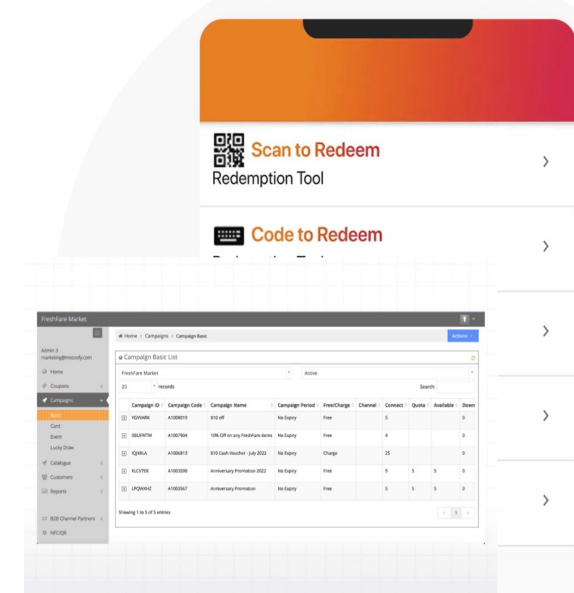 Scan to Redeem
Redemption Tool
Code to Redeem
FreshFare Market
Admin 3
marketing@mozzofy.com
Home
Coupons
Campaigns
Basic
Card
Event
Lucky Draw
Catalogue
Customers
Reports
B2B Channel Partners
NFC/QR
Home Campaigns Campaign Basic
Actions
Campaign Basic List
FreshFare Market Active
20 records Search:
Campaign ID Campaign Code Campaign Name Campaign Period Free/Charge Channel Connect Quota Available Down
A1008019 $10 off No Expiry Free 5 0
A1007904 10% Off on any FreshFare items No Expiry Free 4 0
A1006813 $10 Cash Voucher - July 2022 No Expiry Charge 25 0
A1003598 Anniversary Promotion 2022 No Expiry Free 9 5 5 0
A1003567 Anniversary Promotion No Expiry Free 5 5 5 0
Showing 1 to 5 of 5 entries
1